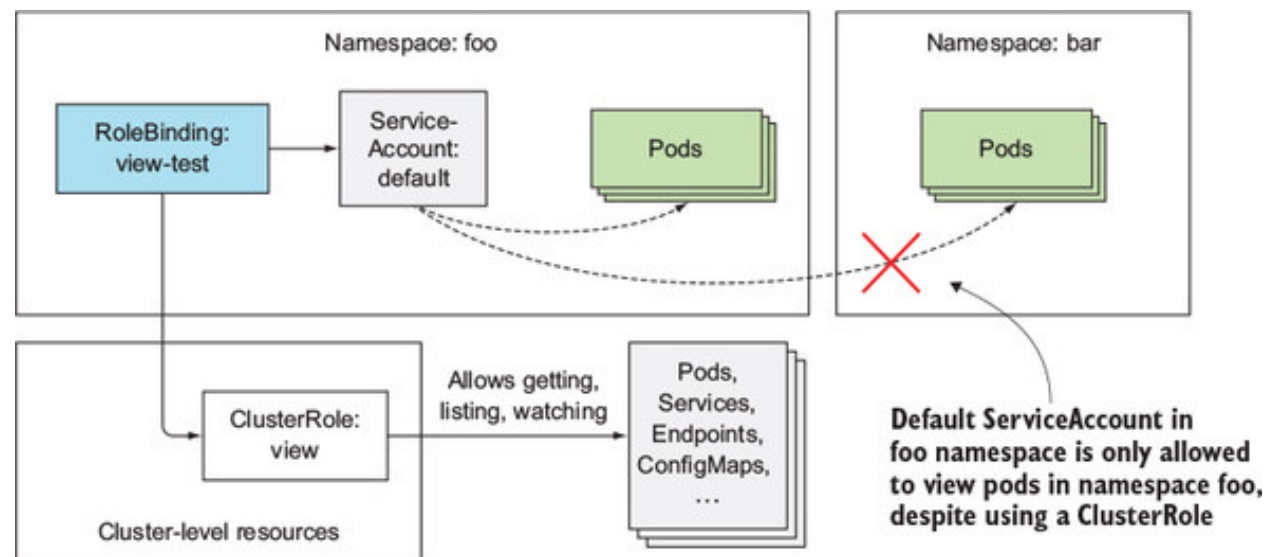 Namespace: foo
Namespace: bar
RoleBinding:
view-test
Service-
Account:
default
Pods
Pods
ClusterRole:
view
Cluster-level resources
Allows getting,
listing, watching
Pods,
Services,
Endpoints,
ConfigMaps,
…
Default ServiceAccount in
foo namespace is only allowed
to view pods in namespace foo,
despite using a ClusterRole